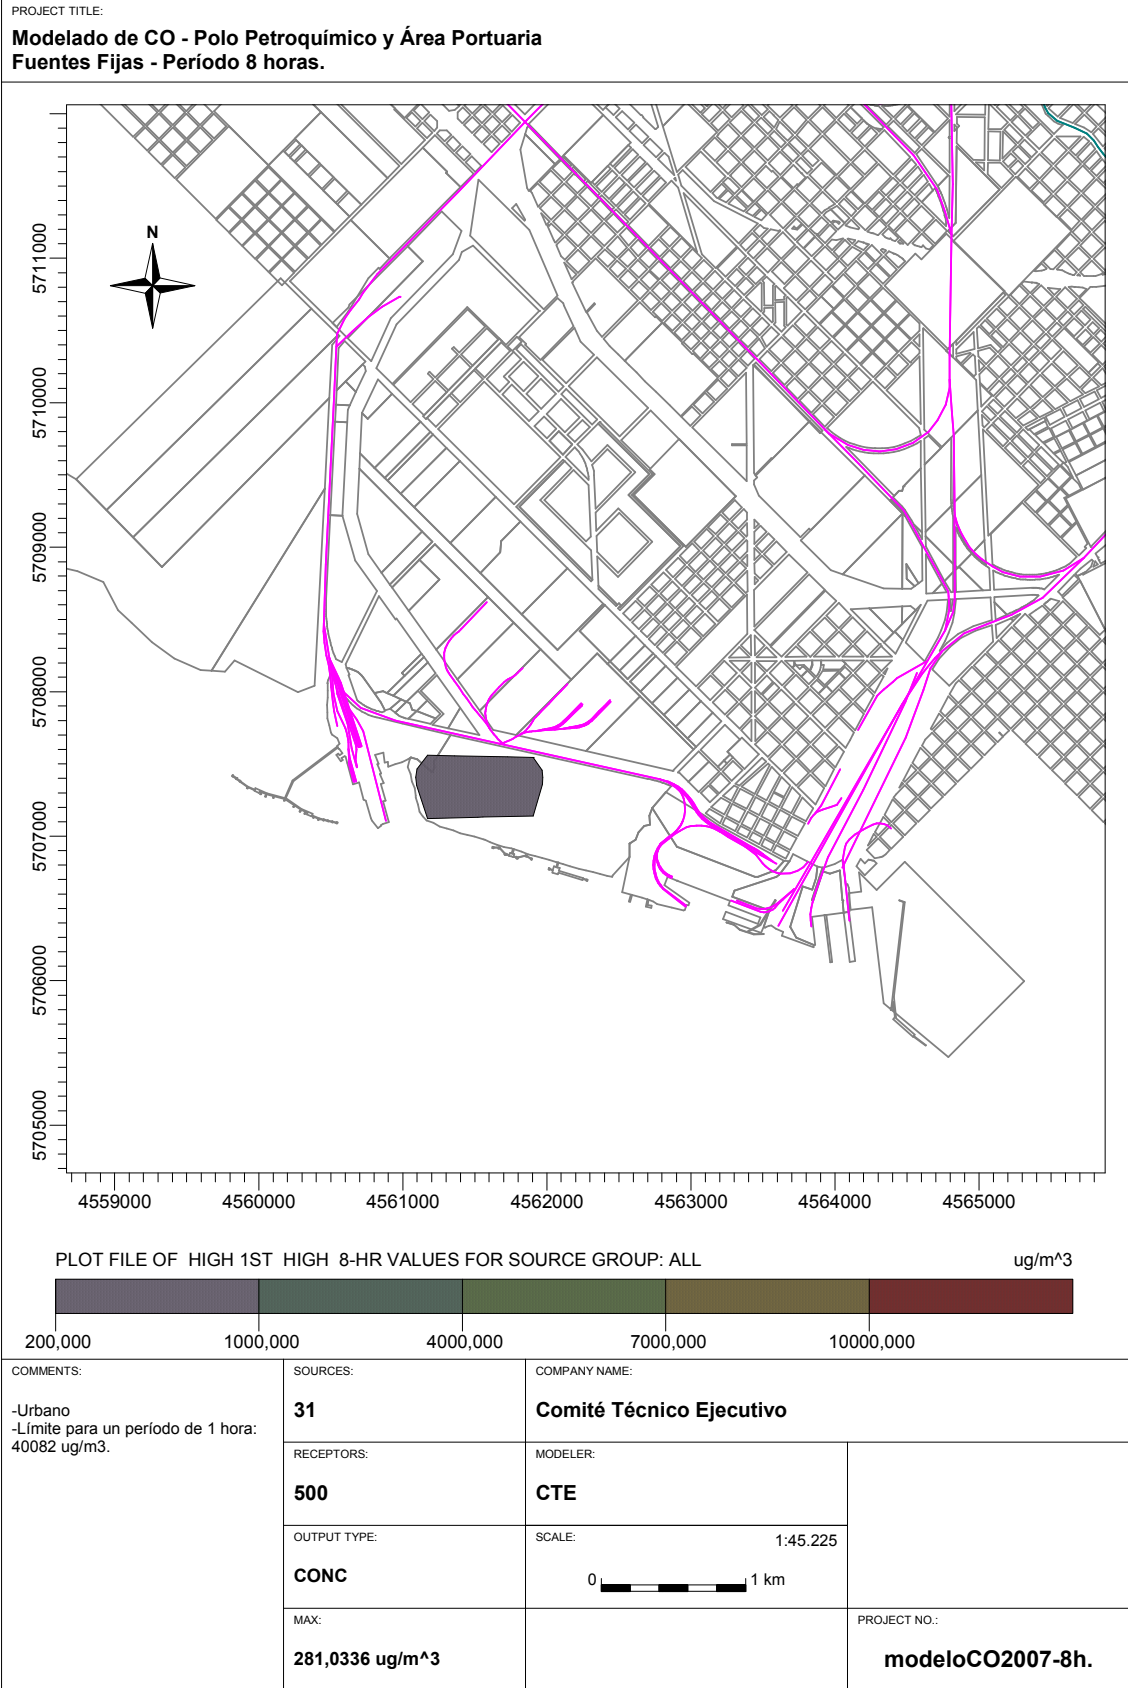 PROJECT TITLE:
Modelado de CO - Polo Petroquímico y Área Portuaria
Fuentes Fijas - Período 8 horas.
N
5711000
5710000
5709000
5708000
5707000
5706000
5705000
4559000 4560000 4561000 4562000 4563000 4564000 4565000
PLOT FILE OF HIGH 1ST HIGH 8-HR VALUES FOR SOURCE GROUP: ALL ug/m^3
200,000 1000,000 4000,000 7000,000 10000,000
COMMENTS:
-Urbano
-Límite para un período de 1 hora:
40082 ug/m3.
SOURCES:
31
COMPANY NAME:
Comité Técnico Ejecutivo
RECEPTORS:
500
MODELER:
CTE
OUTPUT TYPE:
CONC
SCALE: 1:45.225
0 1 km
MAX:
281,0336 ug/m^3
PROJECT NO.:
modeloCO2007-8h.